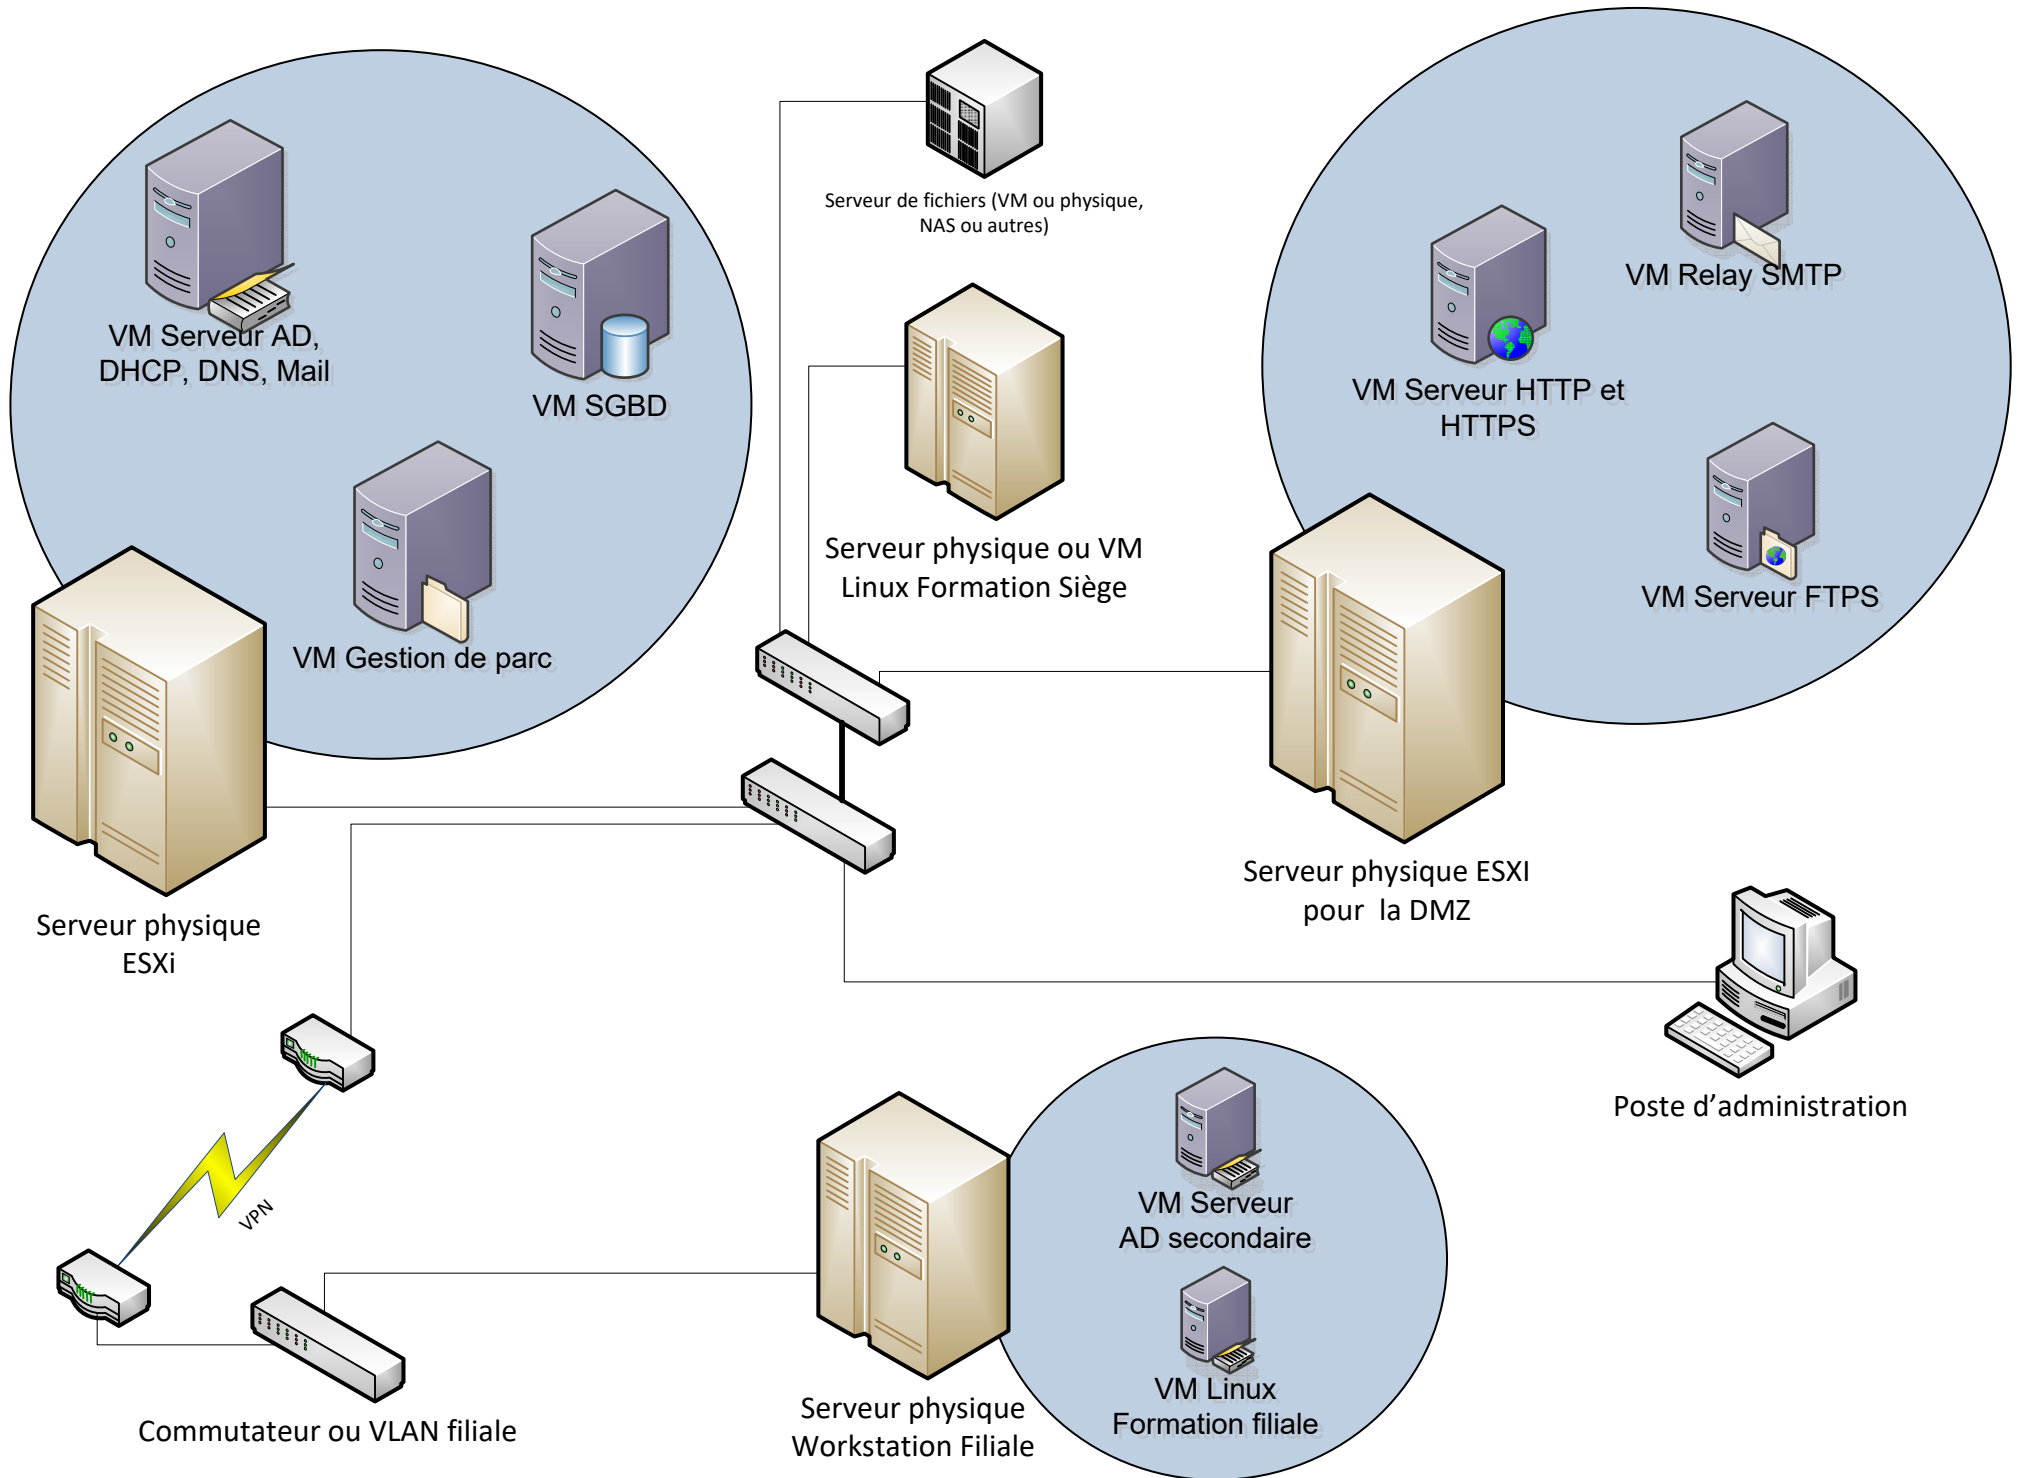 Serveur de fichiers (VM ou physique,
NAS ou autres)
VM Serveur AD,
DHCP, DNS, Mail
VM SGBD
VM Gestion de parc
Serveur physique
ESXi
Serveur physique ou VM
Linux Formation Siège
VM Relay SMTP
VM Serveur HTTP et
HTTPS
VM Serveur FTPS
Serveur physique ESXI
pour la DMZ
Poste d’administration
VPN
Commutateur ou VLAN filiale
Serveur physique
Workstation Filiale
VM Serveur
AD secondaire
VM Linux
Formation filiale